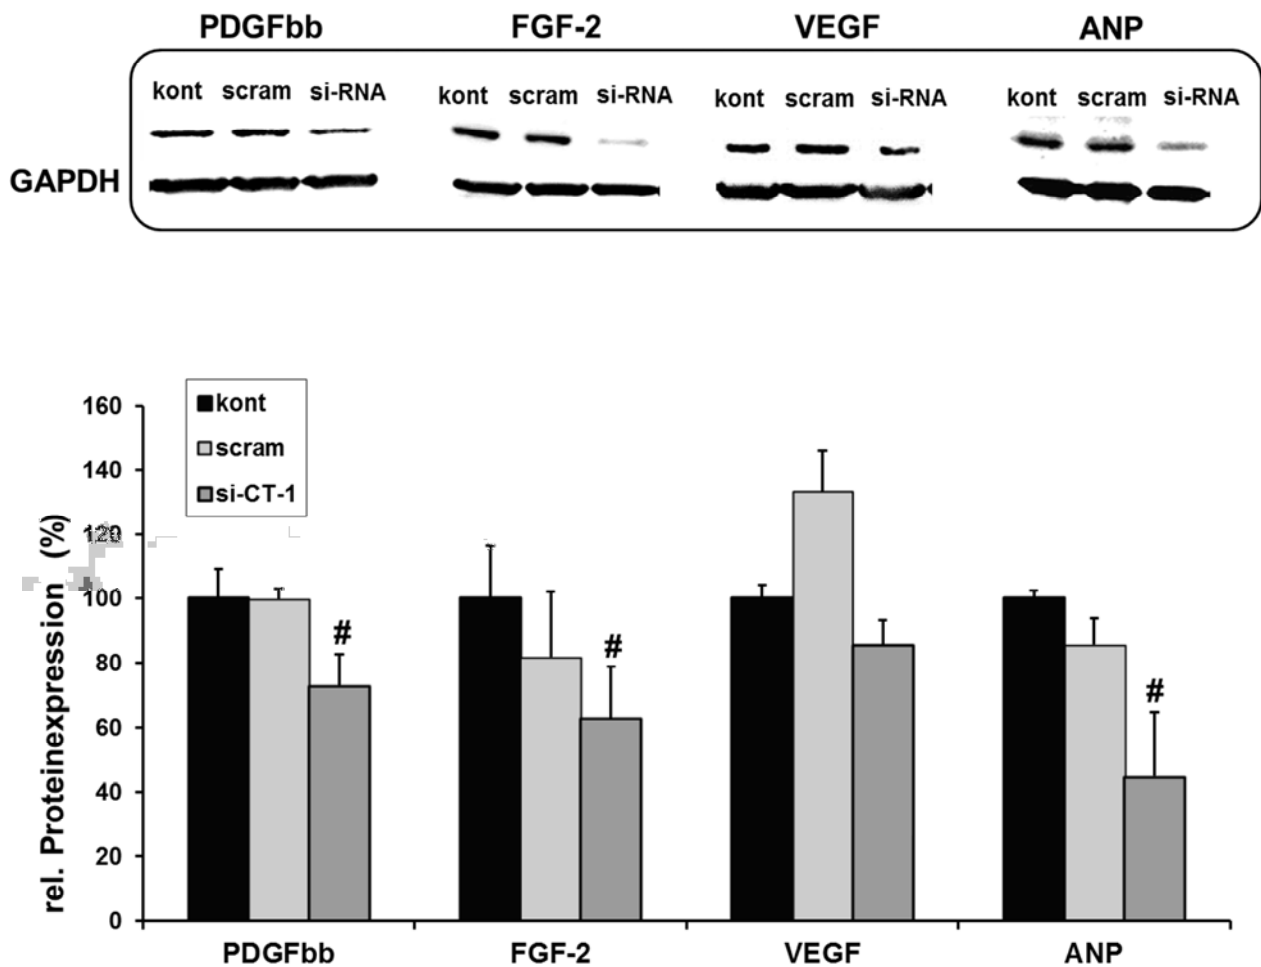 PDGFbb FGF-2 VEGF ANP
kont scram si-RNA kont scram si-RNA kont scram si-RNA kont scram si-RNA
GAPDH
160
140
120
100
80
60
40
20
0
rel. Proteinexpression (%)
kont
scram
si-CT-1
#
#
#
PDGFbb FGF-2 VEGF ANP